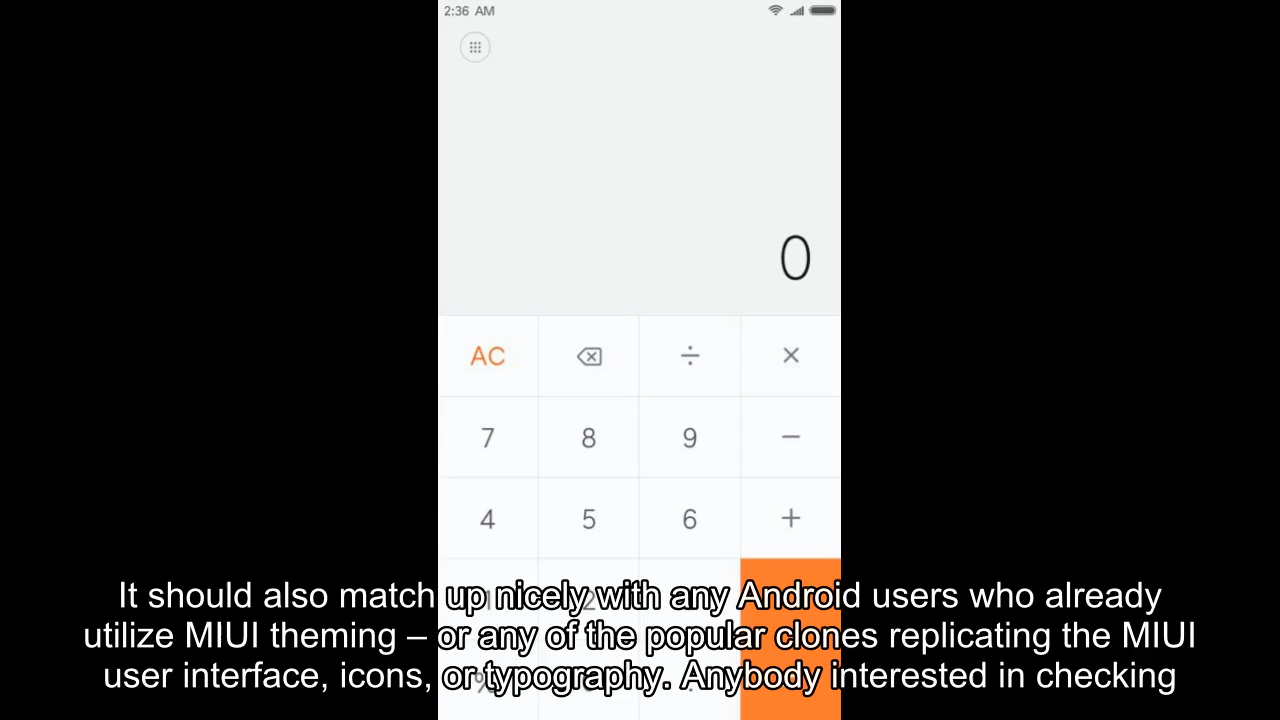 2:36 AM
0
AC ÷ ×
7 8 9 −
4 5 6 +
2
%
It should also match up nicely with any Android users who already
utilize MIUI theming – or any of the popular clones replicating the MIUI
user interface, icons, or typography. Anybody interested in checking